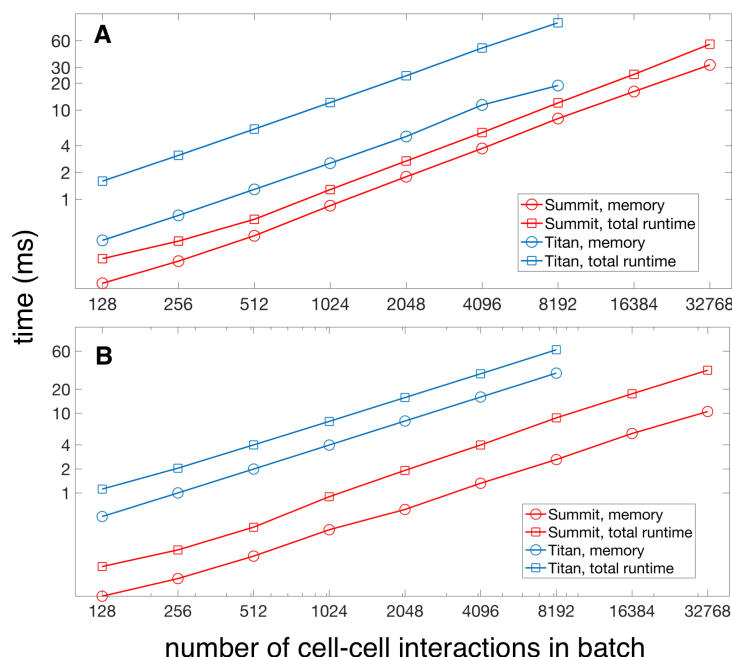 A
60
30
20
10
4
2
1
Summit, memory
Summit, total runtime
Titan, memory
Titan, total runtime
128 256 512 1024 2048 4096 8192 16384 32768
time (ms)
B
60
20
10
4
2
1
Summit, memory
Summit, total runtime
Titan, memory
Titan, total runtime
128 256 512 1024 2048 4096 8192 16384 32768
number of cell-cell interactions in batch